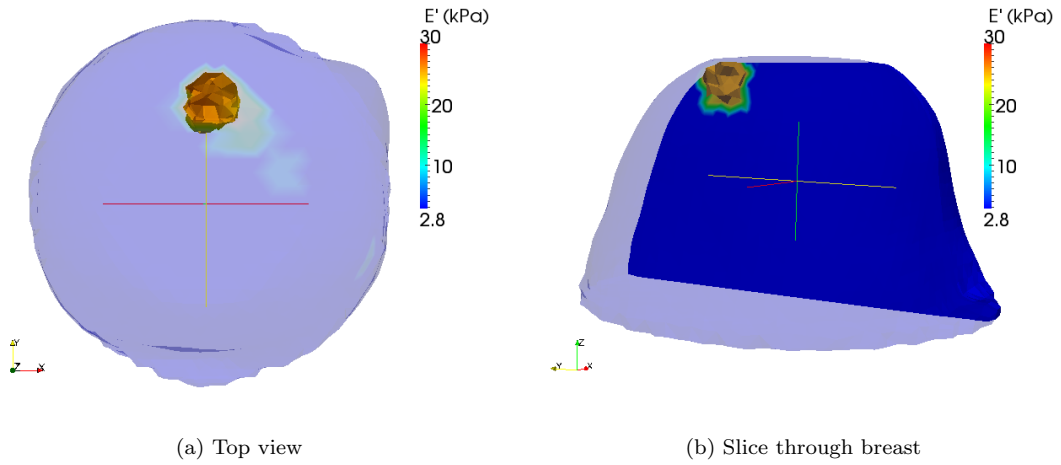 E' (kPa)
30
20
10
2.8
Y
Z
X
E' (kPa)
30
20
10
2.8
Z
Y
X
(a) Top view
(b) Slice through breast